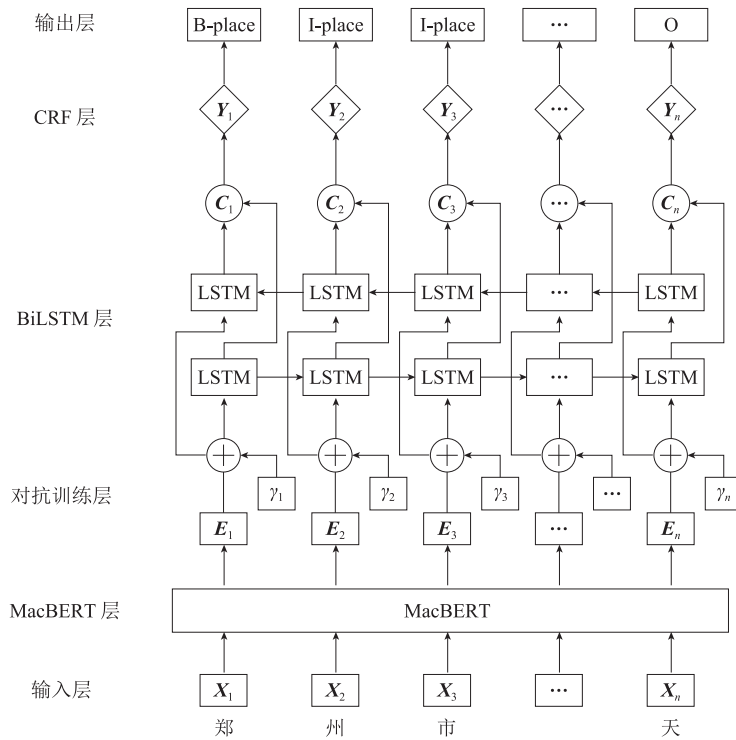 输出层 B-place I-place I-place … O
CRF 层 Y₁ Y₂ Y₃ … Yₙ
C₁ C₂ C₃ … Cₙ
LSTM LSTM LSTM … LSTM
BiLSTM 层
LSTM LSTM LSTM … LSTM
对抗训练层 γ₁ γ₂ γ₃ … γₙ
E₁ E₂ E₃ … Eₙ
MacBERT 层 MacBERT
输入层 X₁ X₂ X₃ … Xₙ
郑 州 市 天